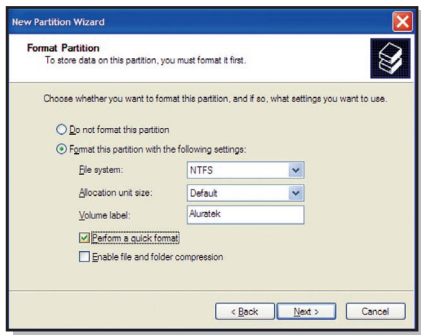 New Partition Wizard
Format Partition
To store data on this partition, you must format it first.
Choose whether you want to format this partition, and if so, what settings you want to use.
Do not format this partition
Format this partition with the following settings:
File system: NTFS
Allocation unit size: Default
Volume label: Aluratek
Perform a quick format
Enable file and folder compression
< Back Next > Cancel